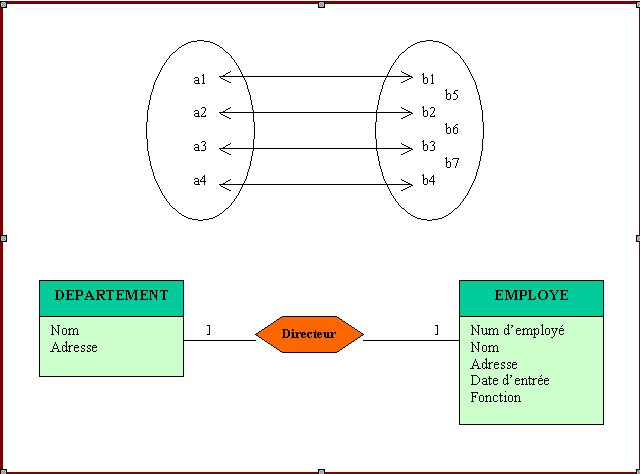 a1
b1
b5
a2
b2
b6
a3
b3
b7
a4
b4
DEPARTEMENT
EMPLOYE
Nom
Adresse
1
Directeur
1
Num d'employé
Nom
Adresse
Date d'entrée
Fonction